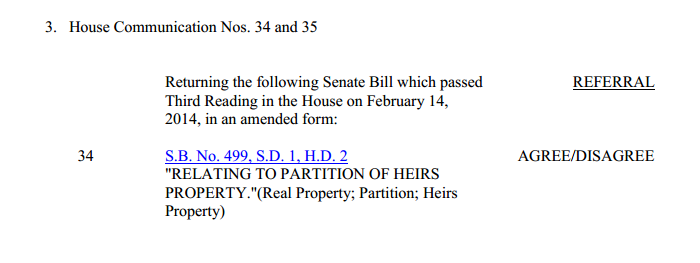 3. House Communication Nos. 34 and 35
Returning the following Senate Bill which passed REFERRAL
Third Reading in the House on February 14,
2014, in an amended form:
34 S.B. No. 499, S.D. 1, H.D. 2 AGREE/DISAGREE
"RELATING TO PARTITION OF HEIRS
PROPERTY."(Real Property; Partition; Heirs
Property)